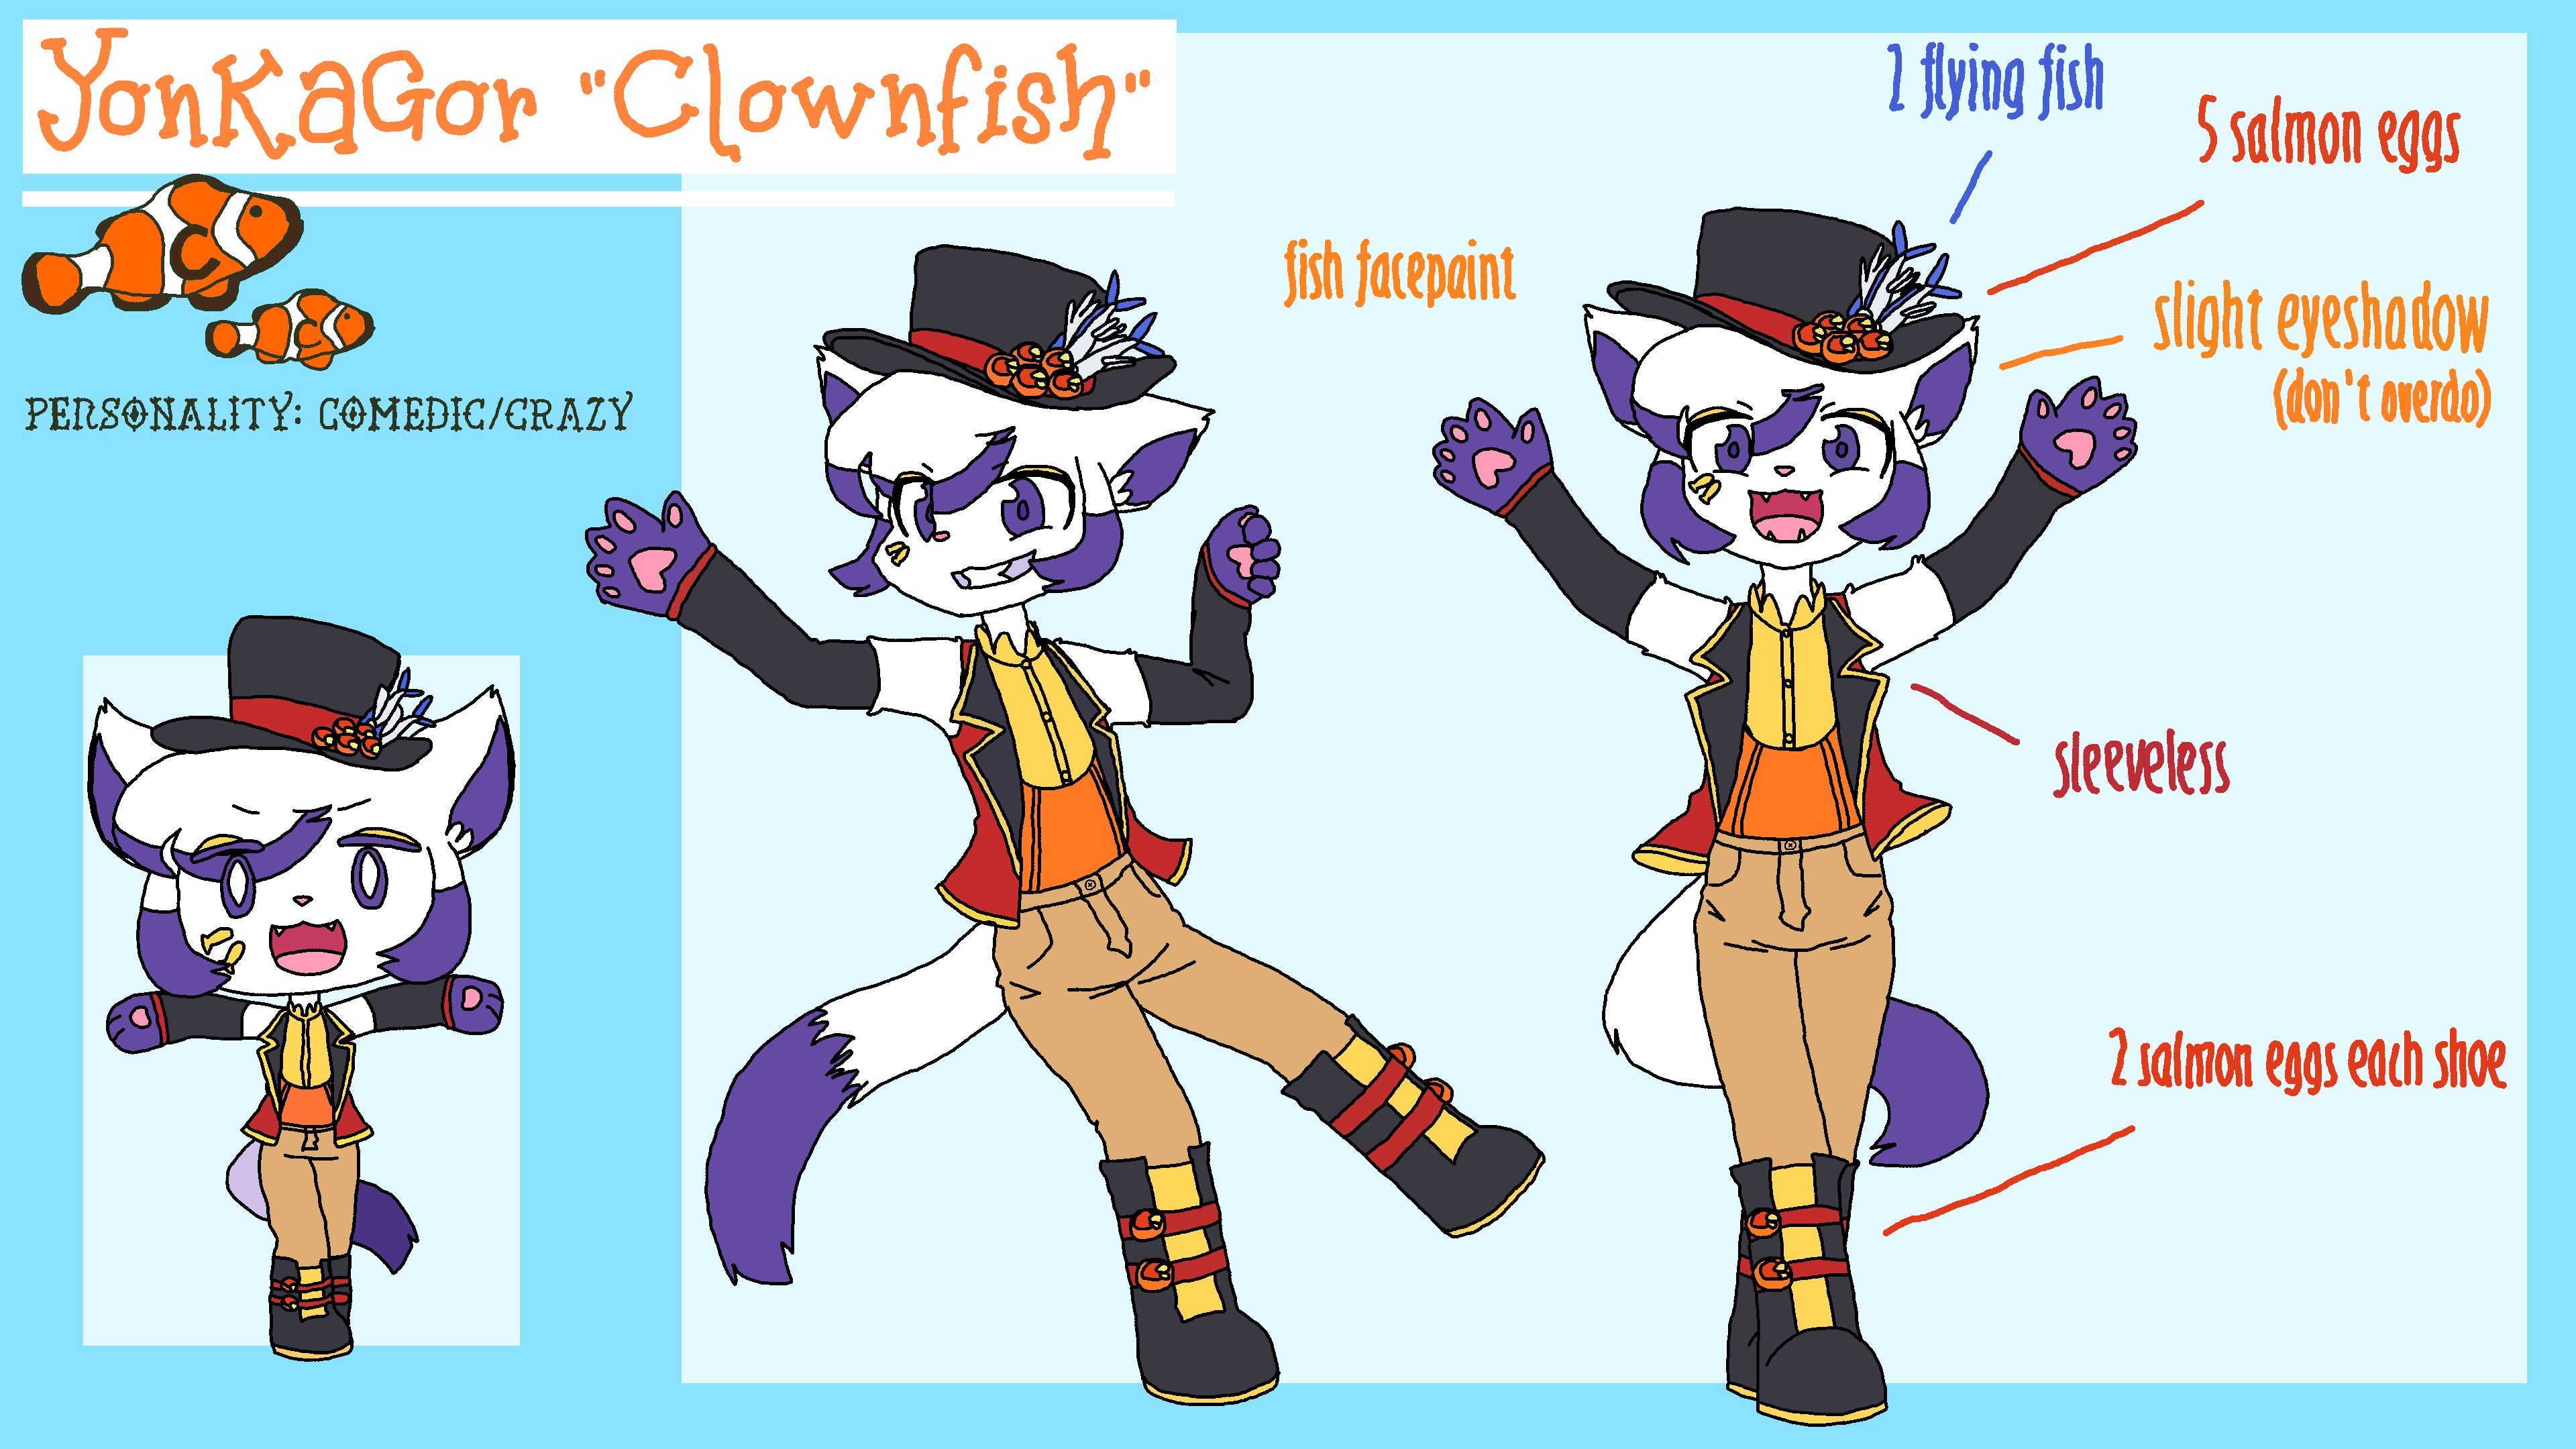 YonKaGor "Clownfish"
PERSONALITY: COMEDIC/CRAZY
fish facepaint
2 flying fish
5 salmon eggs
slight eyeshadow
(don't overdo)
sleeveless
2 salmon eggs each shoe